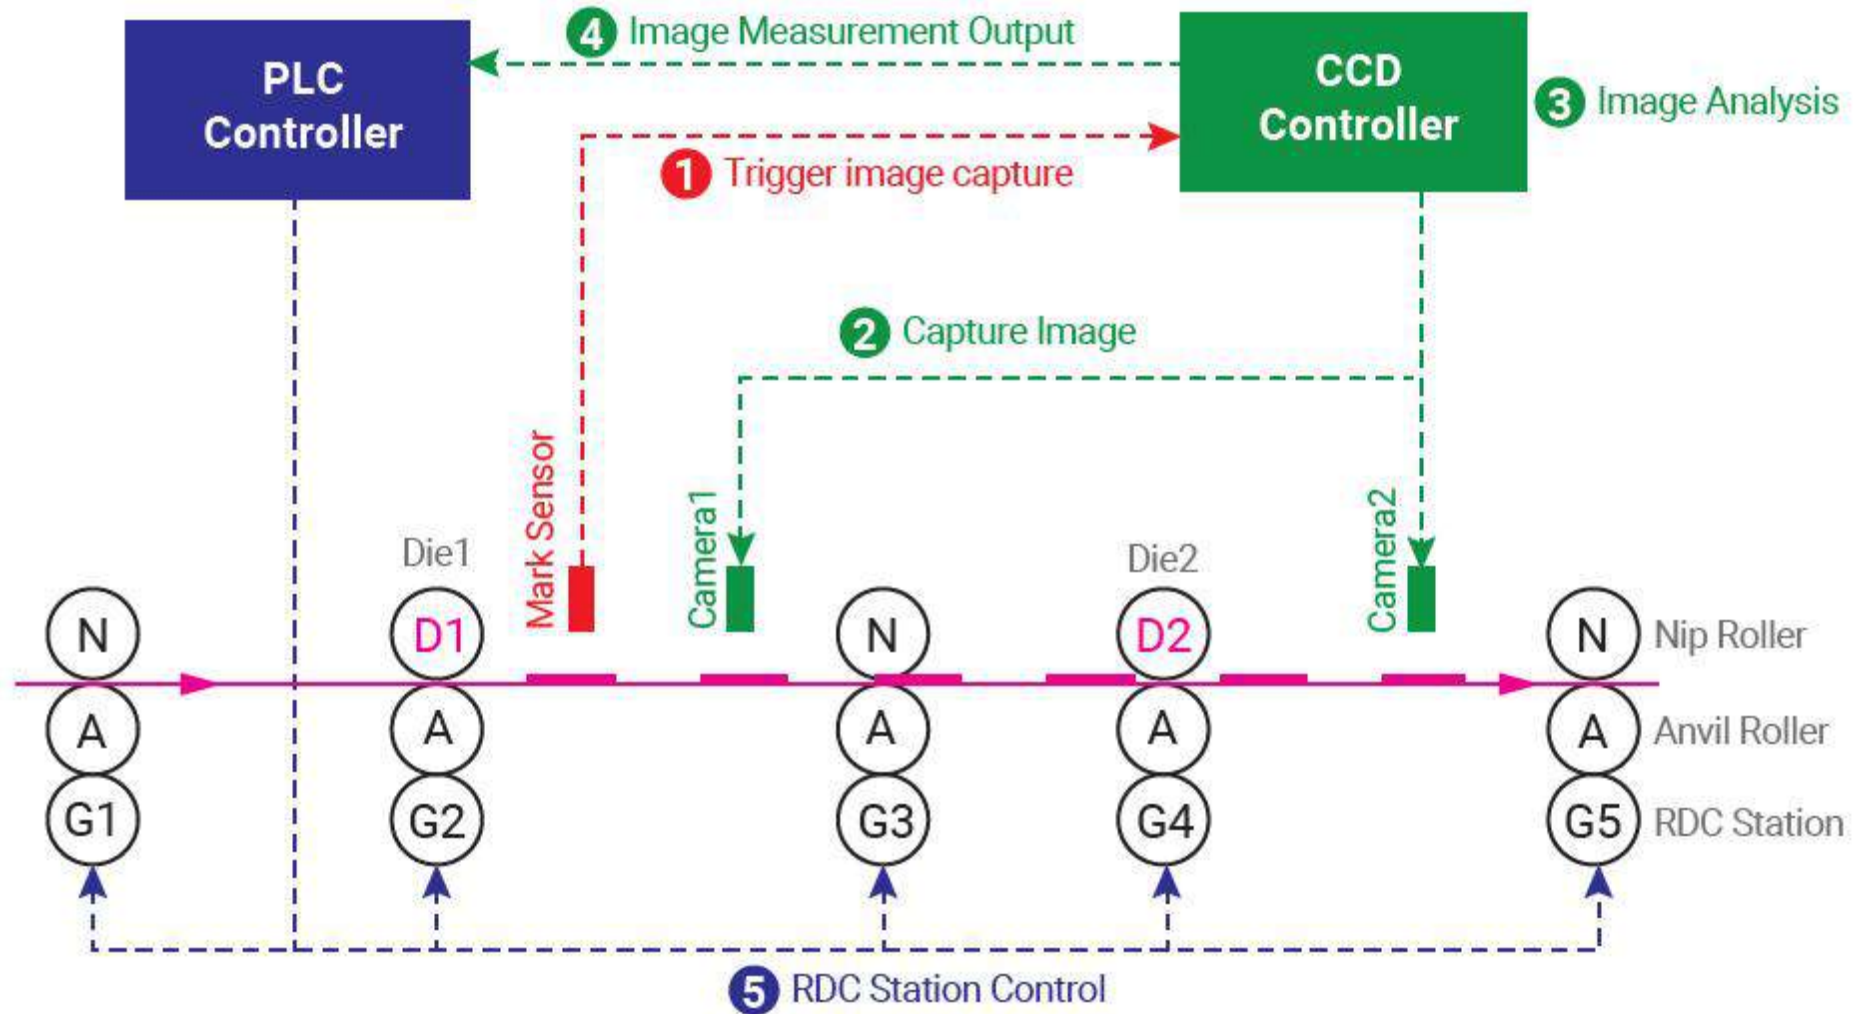 4 Image Measurement Output
PLC
Controller
CCD
Controller
3 Image Analysis
1 Trigger image capture
2 Capture Image
Mark Sensor
Camera1
Camera2
Die1
Die2
N
D1
N
D2
N
Nip Roller
A
A
A
A
A
Anvil Roller
G1
G2
G3
G4
G5
RDC Station
5 RDC Station Control